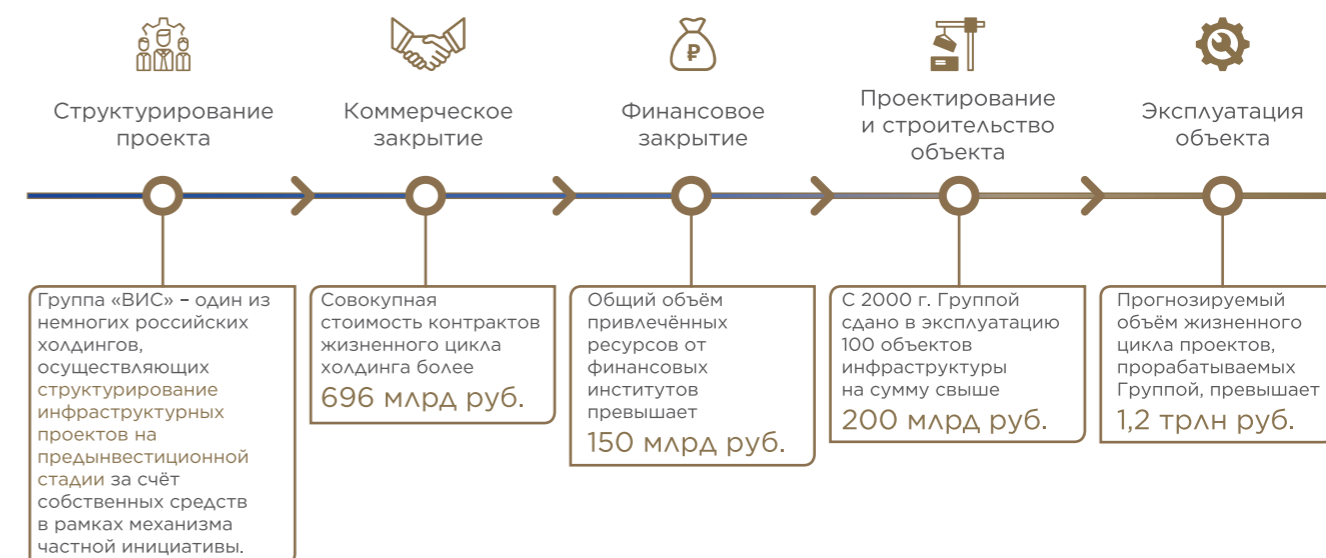 ₽
Структурирование
проекта
Коммерческое
закрытие
Финансовое
закрытие
Проектирование
и строительство
объекта
Эксплуатация
объекта
Группа «ВИС» – один из
немногих российских
холдингов,
осуществляющих
структурирование
инфраструктурных
проектов на
предынвестиционной
стадии за счёт
собственных средств
в рамках механизма
частной инициативы.
Совокупная
стоимость контрактов
жизненного цикла
холдинга более
696 млрд руб.
Общий объём
привлечённых
ресурсов от
финансовых
институтов
превышает
150 млрд руб.
С 2000 г. Группой
сдано в эксплуатацию
100 объектов
инфраструктуры
на сумму свыше
200 млрд руб.
Прогнозируемый
объём жизненного
цикла проектов,
прорабатываемых
Группой, превышает
1,2 трлн руб.